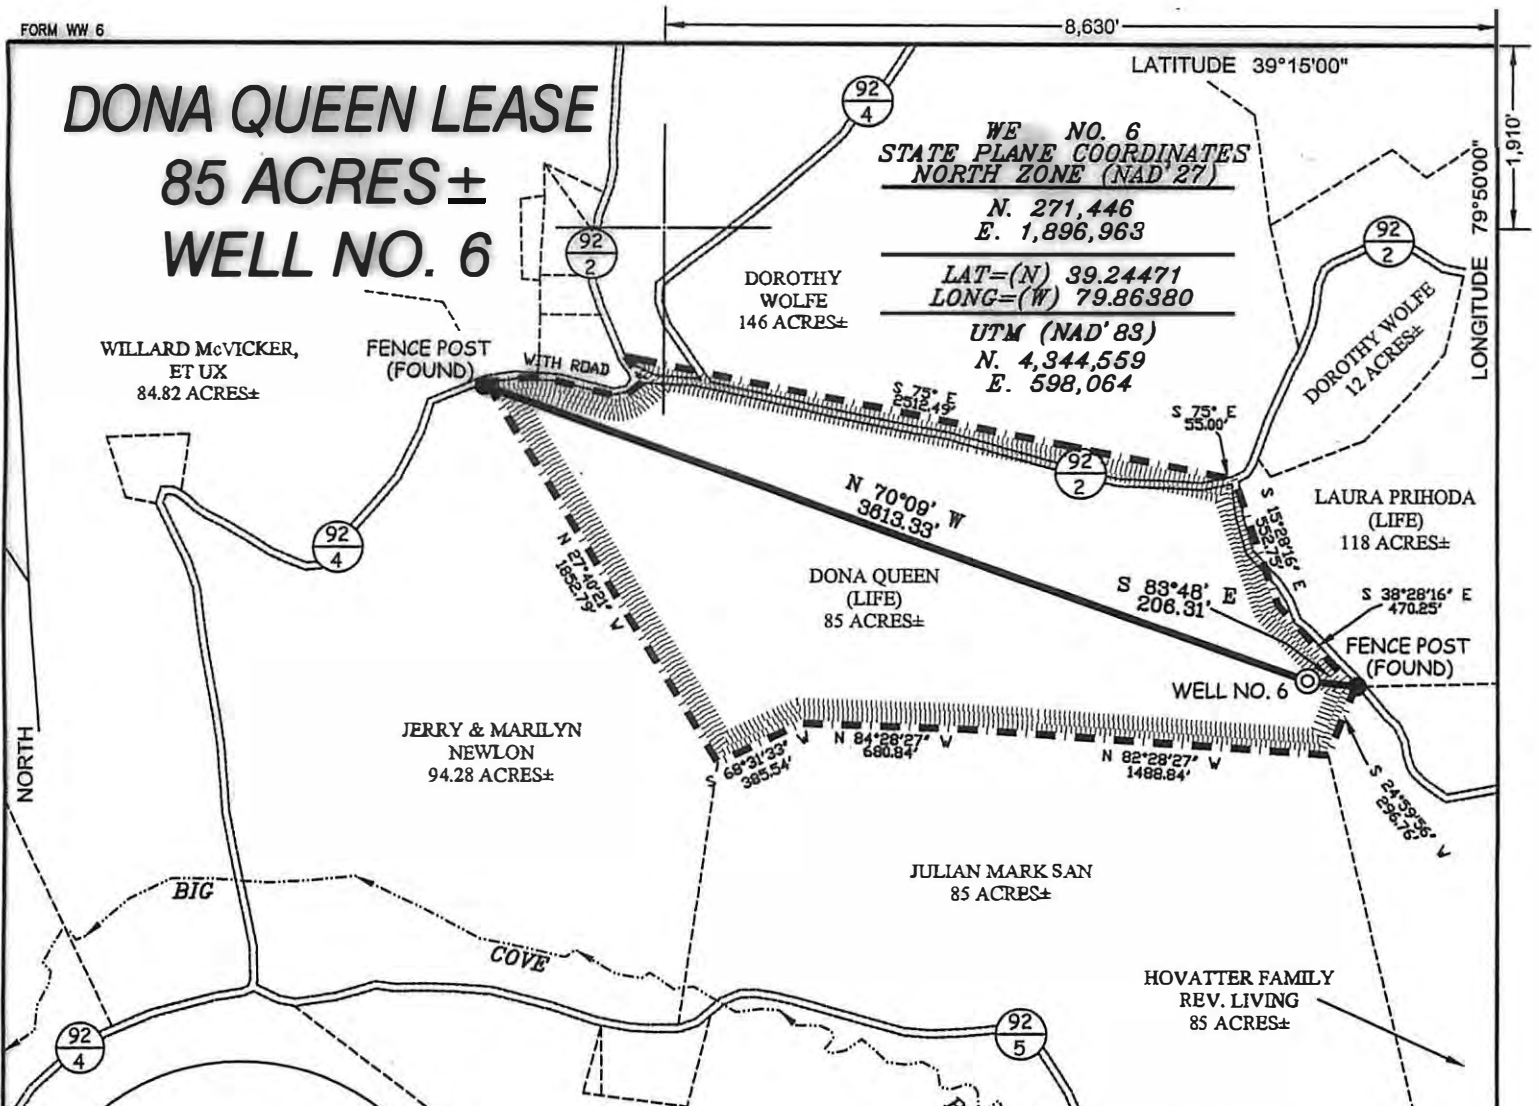 FORM WW 6
8,630'
LATITUDE 39°15'00"
1,910'
LONGITUDE 79°50'00"
DONA QUEEN LEASE
85 ACRES±
WELL NO. 6
WE NO. 6
STATE PLANE COORDINATES
NORTH ZONE (NAD'27)
N. 271,446
E. 1,896,963
LAT=(N) 39.24471
LONG=(W) 79.86380
UTM (NAD'83)
N. 4,344,559
E. 598,064
92
4
92
2
92
2
DOROTHY
WOLFE
146 ACRES±
DOROTHY WOLFE
12 ACRES±
WILLARD McVICKER,
ET UX
84.82 ACRES±
FENCE POST
(FOUND)
WITH ROAD
S 75° E
2512.49'
S 75° E
55.00'
92
2
92
4
N 70°09' W
3613.33'
LAURA PRIHODA
(LIFE)
118 ACRES±
S 15°28'16" E
552.75'
N 27°40'21" W
1852.79'
DONA QUEEN
(LIFE)
85 ACRES±
S 83°48' E
206.31'
S 38°28'16" E
470.25'
FENCE POST
(FOUND)
WELL NO. 6
NORTH
JERRY & MARILYN
NEWLON
94.28 ACRES±
S 68°31'33" W
385.54'
N 84°28'27" W
680.84'
N 82°28'27" W
1488.84'
S 24°59'56" W
296.76'
JULIAN MARKSAN
85 ACRES±
BIG
COVE
HOVATTER FAMILY
REV. LIVING
85 ACRES±
92
4
92
5